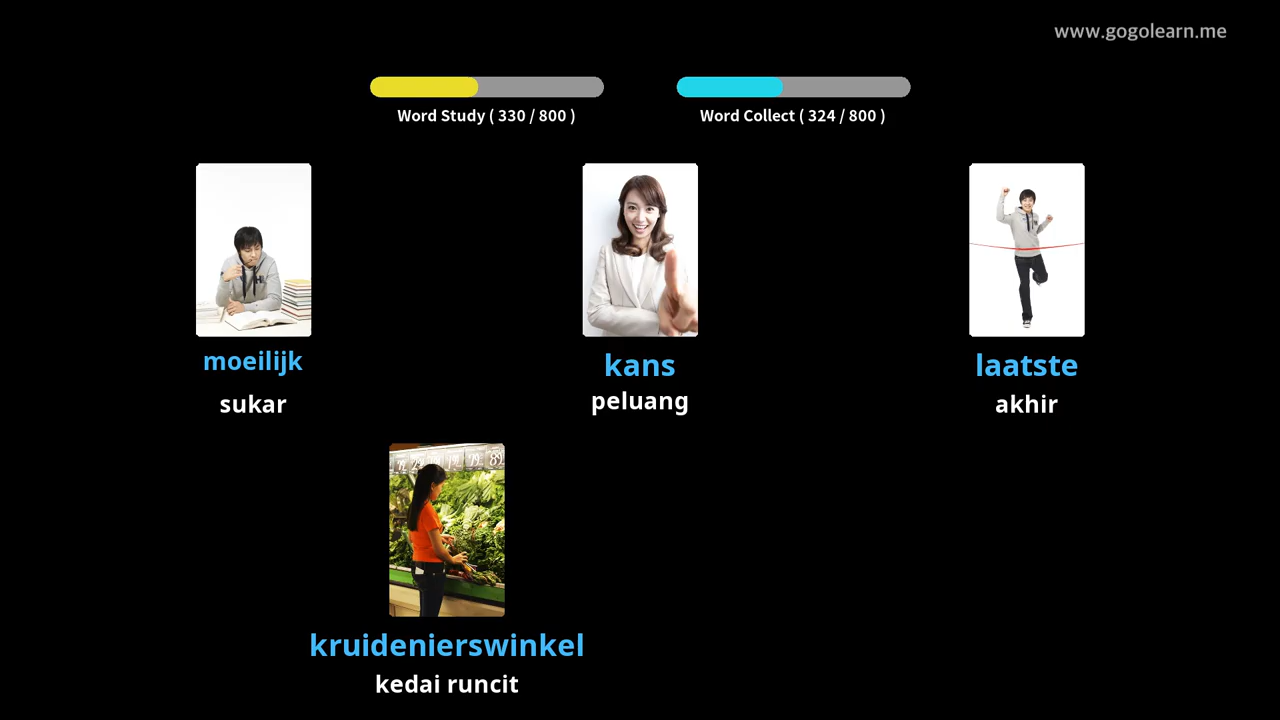 www.gogolearn.me
Word Study ( 330 / 800 )
Word Collect ( 324 / 800 )
moeilijk
sukar
kans
peluang
laatste
akhir
kruidenierswinkel
kedai runcit